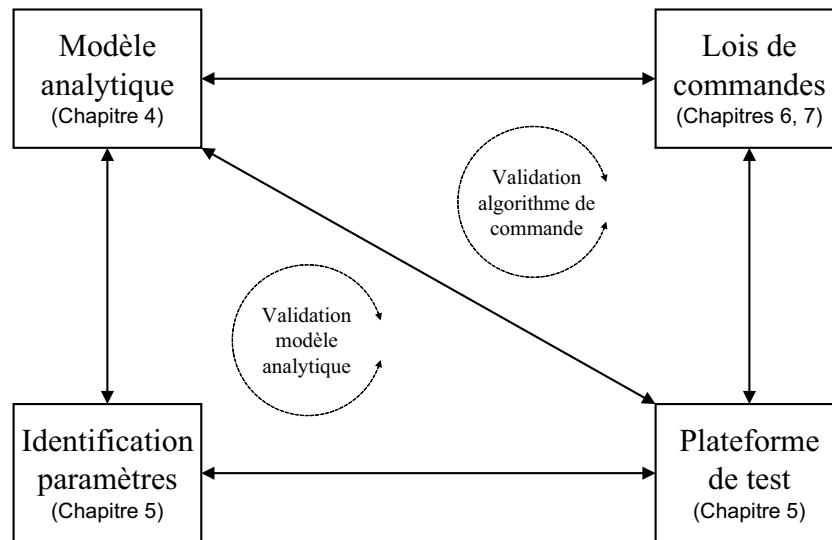 Modèle
analytique
(Chapitre 4)
Lois de
commandes
(Chapitres 6, 7)
Validation
algorithme de
commande
Validation
modèle
analytique
Identification
paramètres
(Chapitre 5)
Plateforme
de test
(Chapitre 5)